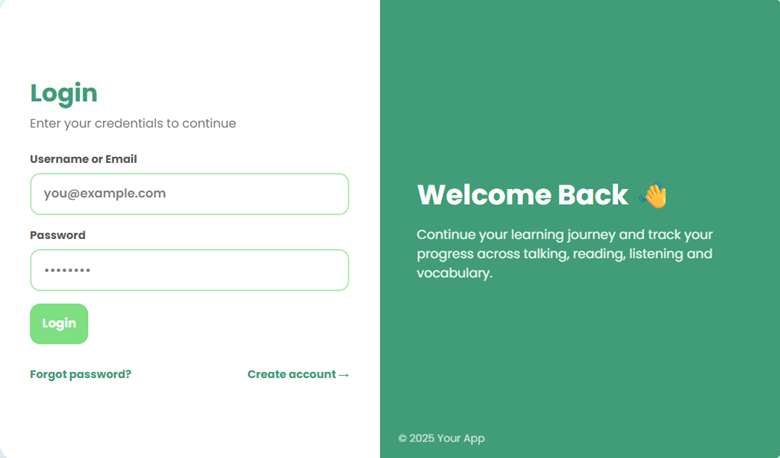 Login
Enter your credentials to continue
Username or Email
you@example.com
Password
••••••••
Login
Forgot password?
Create account →
Welcome Back 👋
Continue your learning journey and track your
progress across talking, reading, listening and
vocabulary.
© 2025 Your App